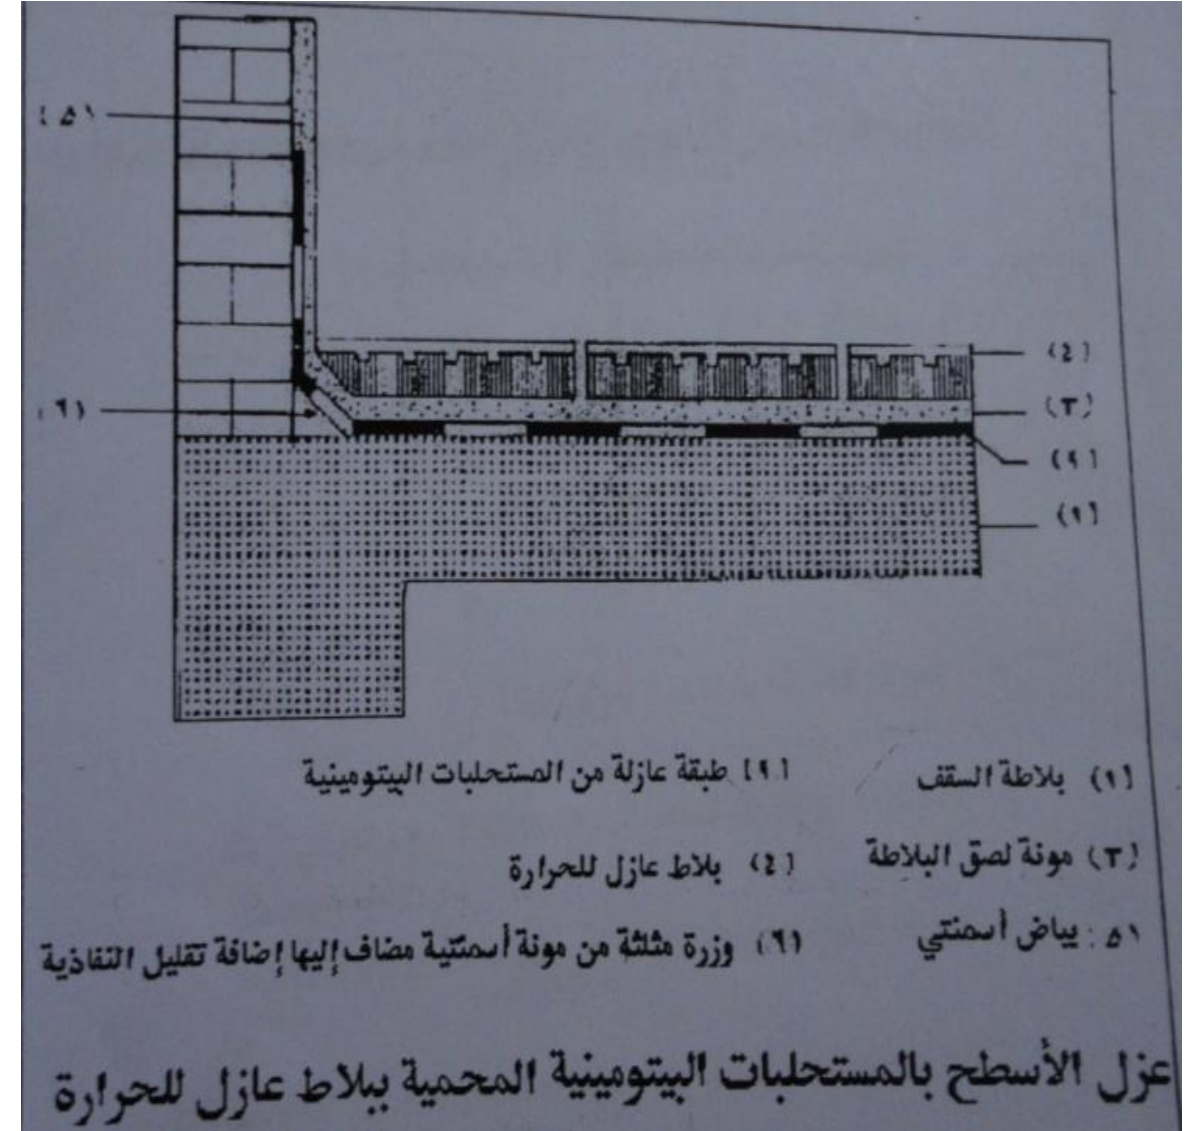 (٥)
(٤)
(٦)
(٣)
(٢)
(١)
(١) بلاطة السقف (٢) طبقة عازلة من المستحلبات البيتومينية
(٣) مونة لصق البلاطة (٤) بلاط عازل للحرارة
(٥) بياض أسمنتي (٦) وزرة مثلثة من مونة أسمنتية مضاف إليها إضافة تقليل النفاذية
عزل الأسطح بالمستحلبات البيتومينية المحمية ببلاط عازل للحرارة